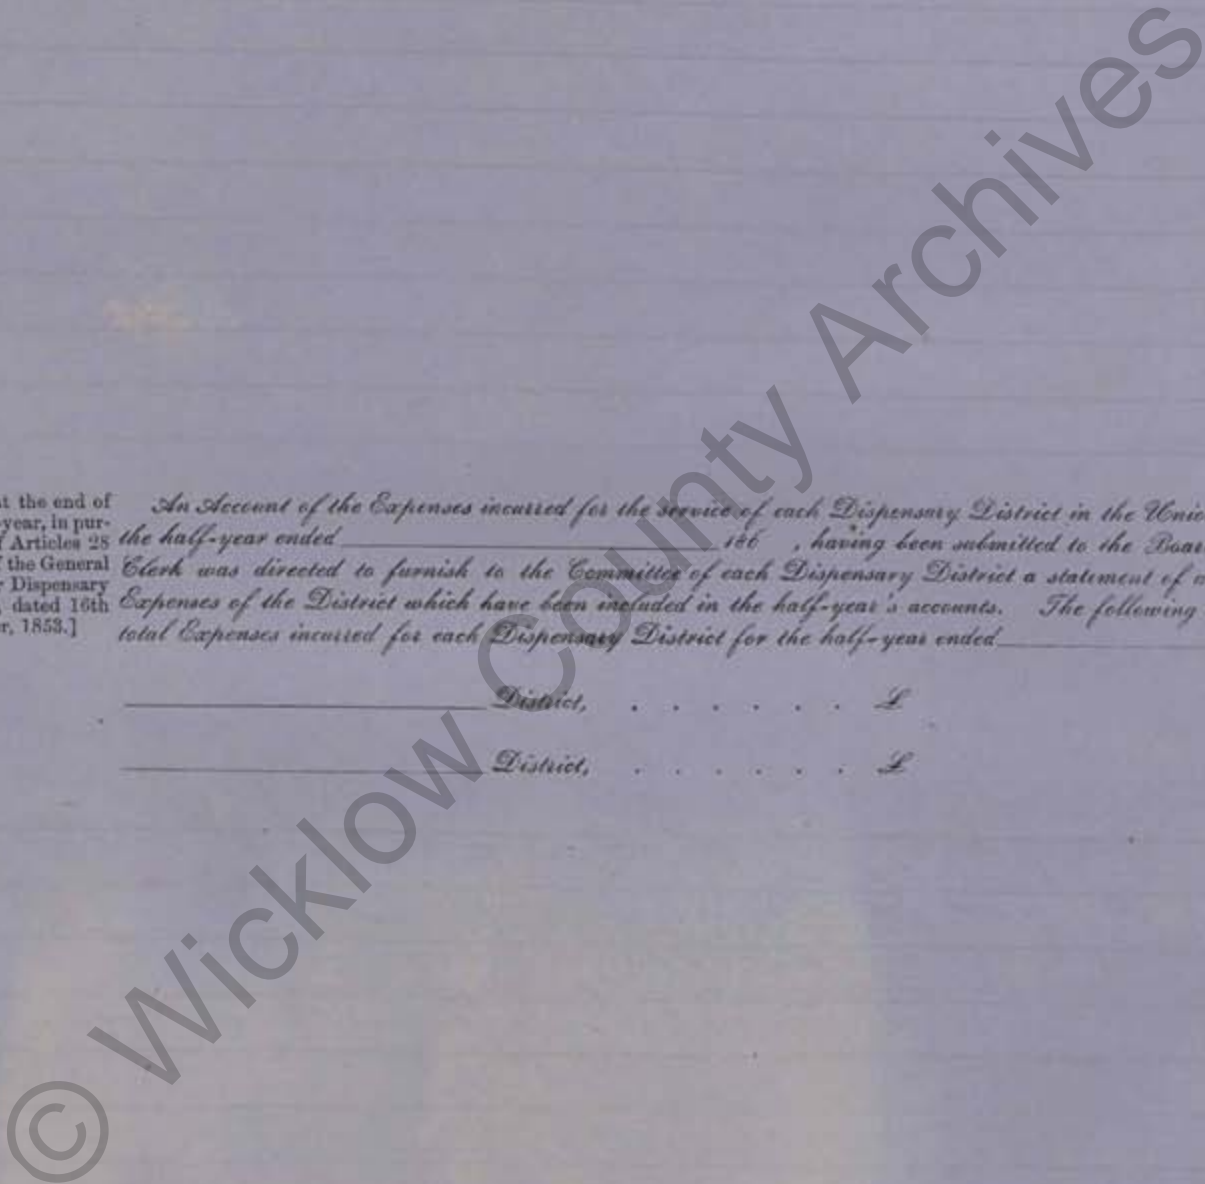 t the end of
year, in pur-
f Articles 28
f the General
r Dispensary
, dated 16th
r, 1853.]
An Account of the Expenses incurred for the service of each Dispensary District in the Unio
the half-year ended 186 , having been submitted to the Boar
Clerk was directed to furnish to the Committee of each Dispensary District a statement of a
Expenses of the District which have been included in the half-year's accounts. The following
total Expenses incurred for each Dispensary District for the half-year ended
District, . . . . . . £
District, . . . . . . £
© Wicklow County Archives